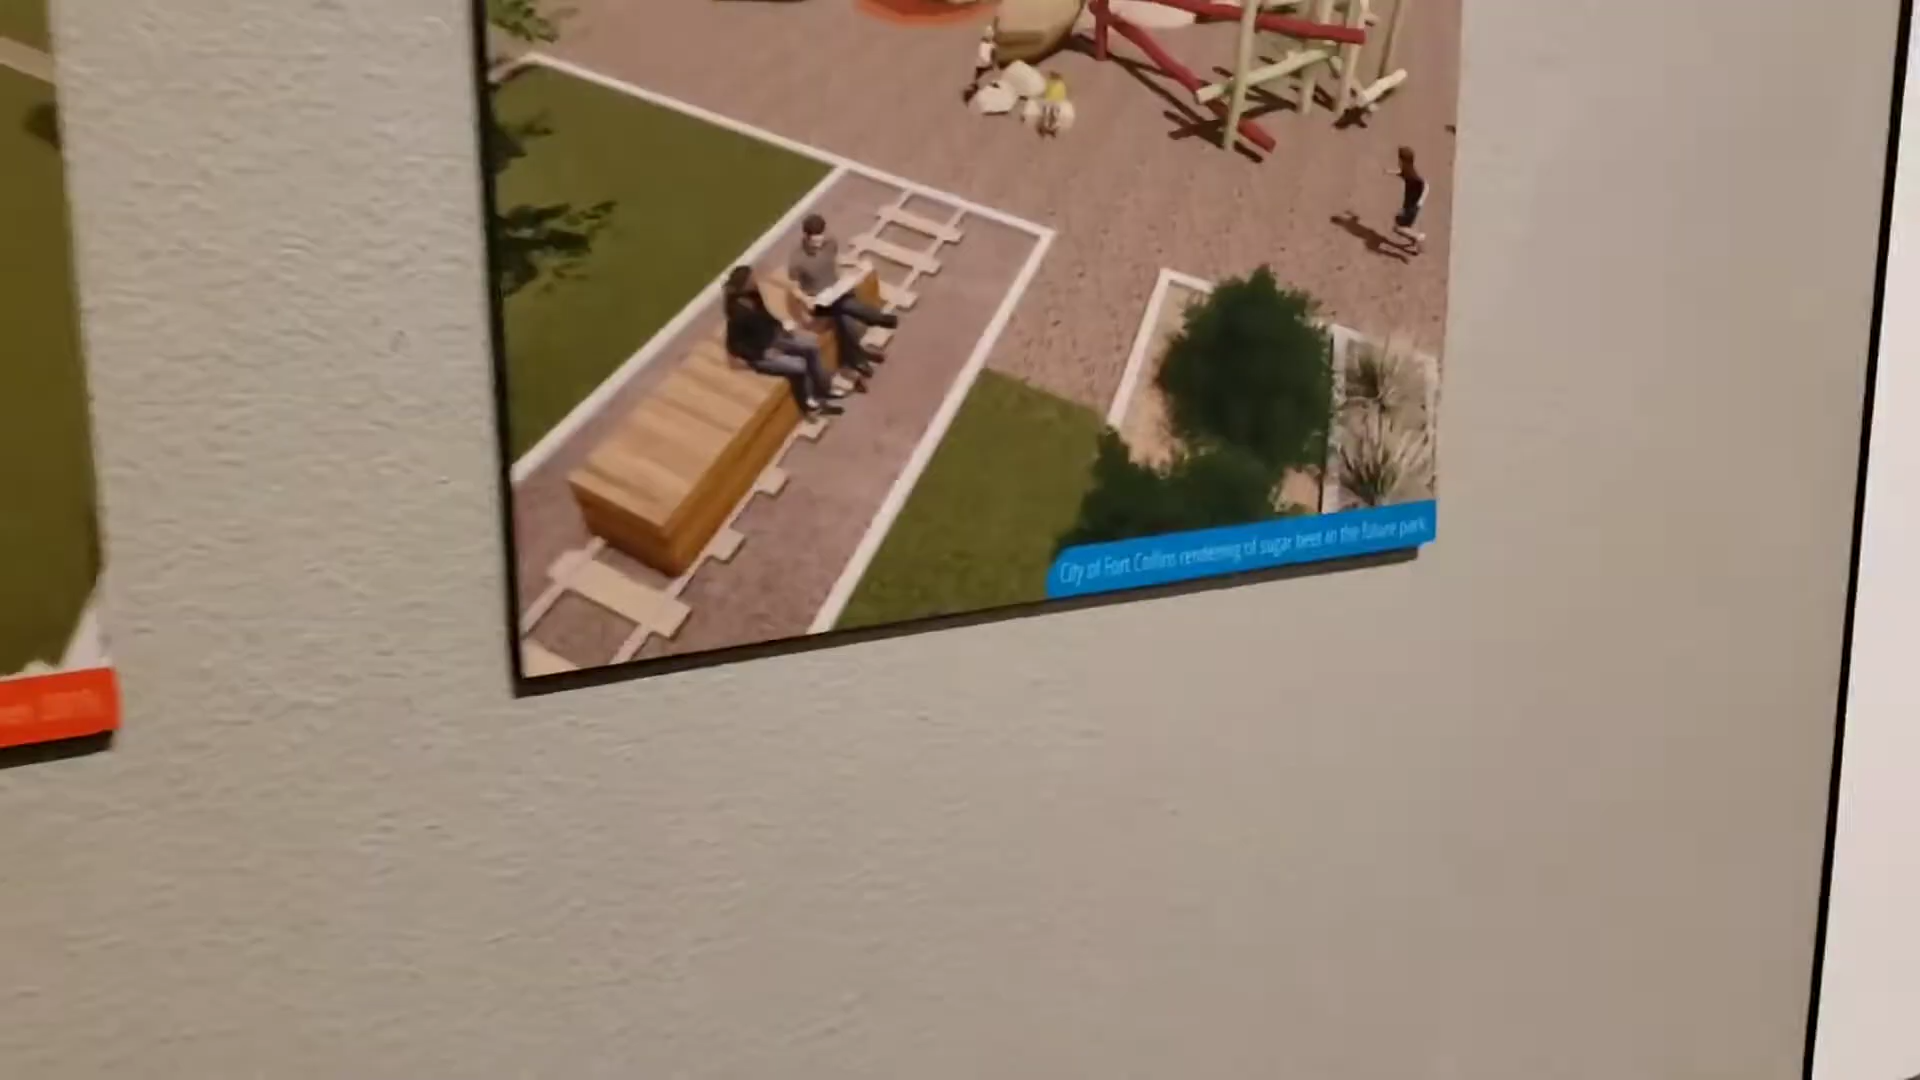 City of Fort Collins rendering of sugar beet in the future park